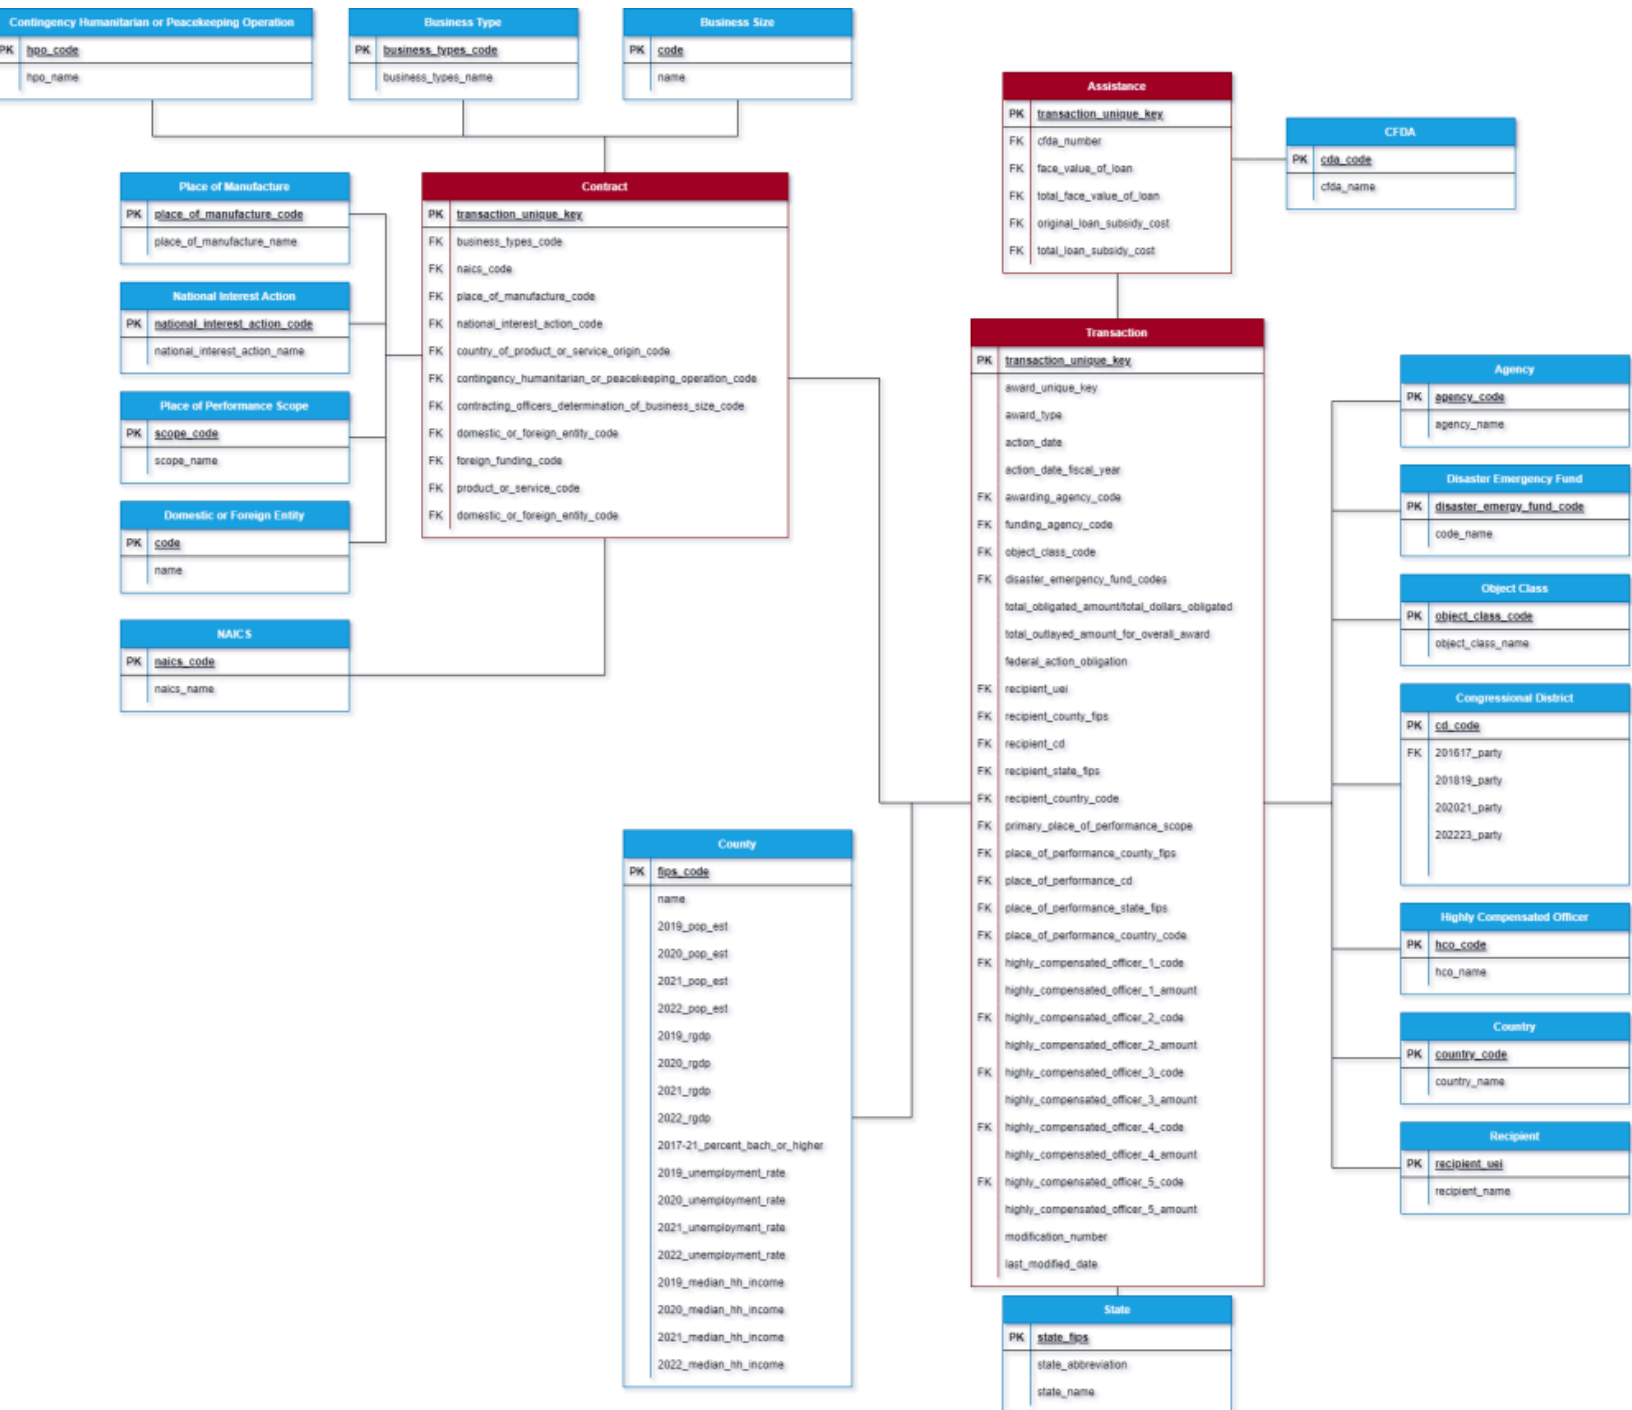 Contingency Humanitarian or Peacekeeping Operation
PK hpo_code
hpo_name
Business Type
PK business_types_code
business_types_name
Business Size
PK code
name
Assistance
PK transaction_unique_key
FK cfda_number
FK face_value_of_loan
FK total_face_value_of_loan
FK original_loan_subsidy_cost
FK total_loan_subsidy_cost
CFDA
PK cda_code
cfda_name
Place of Manufacture
PK place_of_manufacture_code
place_of_manufacture_name
National Interest Action
PK national_interest_action_code
national_interest_action_name
Place of Performance Scope
PK scope_code
scope_name
Domestic or Foreign Entity
PK code
name
NAICS
PK naics_code
naics_name
Contract
PK transaction_unique_key
FK business_types_code
FK naics_code
FK place_of_manufacture_code
FK national_interest_action_code
FK country_of_product_or_service_origin_code
FK contingency_humanitarian_or_peacekeeping_operation_code
FK contracting_officers_determination_of_business_size_code
FK domestic_or_foreign_entity_code
FK foreign_funding_code
FK product_or_service_code
FK domestic_or_foreign_entity_code
Transaction
PK transaction_unique_key
award_unique_key
award_type
action_date
action_date_fiscal_year
FK awarding_agency_code
FK funding_agency_code
FK object_class_code
FK disaster_emergency_fund_codes
total_obligated_amount/total_dollars_obligated
total_outlayed_amount_for_overall_award
federal_action_obligation
FK recipient_uei
FK recipient_county_fips
FK recipient_cd
FK recipient_state_fips
FK recipient_country_code
FK primary_place_of_performance_scope
FK place_of_performance_county_fips
FK place_of_performance_cd
FK place_of_performance_state_fips
FK place_of_performance_country_code
FK highly_compensated_officer_1_code
highly_compensated_officer_1_amount
FK highly_compensated_officer_2_code
highly_compensated_officer_2_amount
FK highly_compensated_officer_3_code
highly_compensated_officer_3_amount
FK highly_compensated_officer_4_code
highly_compensated_officer_4_amount
FK highly_compensated_officer_5_code
highly_compensated_officer_5_amount
modification_number
last_modified_date
Agency
PK agency_code
agency_name
Disaster Emergency Fund
PK disaster_emergy_fund_code
code_name
Object Class
PK object_class_code
object_class_name
Congressional District
PK cd_code
FK 201617_party
201819_party
202021_party
202223_party
Highly Compensated Officer
PK hco_code
hco_name
Country
PK country_code
country_name
Recipient
PK recipient_uei
recipient_name
County
PK fips_code
name
2019_pop_est
2020_pop_est
2021_pop_est
2022_pop_est
2019_rgdp
2020_rgdp
2021_rgdp
2022_rgdp
2017-21_percent_bach_or_higher
2019_unemployment_rate
2020_unemployment_rate
2021_unemployment_rate
2022_unemployment_rate
2019_median_hh_income
2020_median_hh_income
2021_median_hh_income
2022_median_hh_income
State
PK state_fips
state_abbreviation
state_name